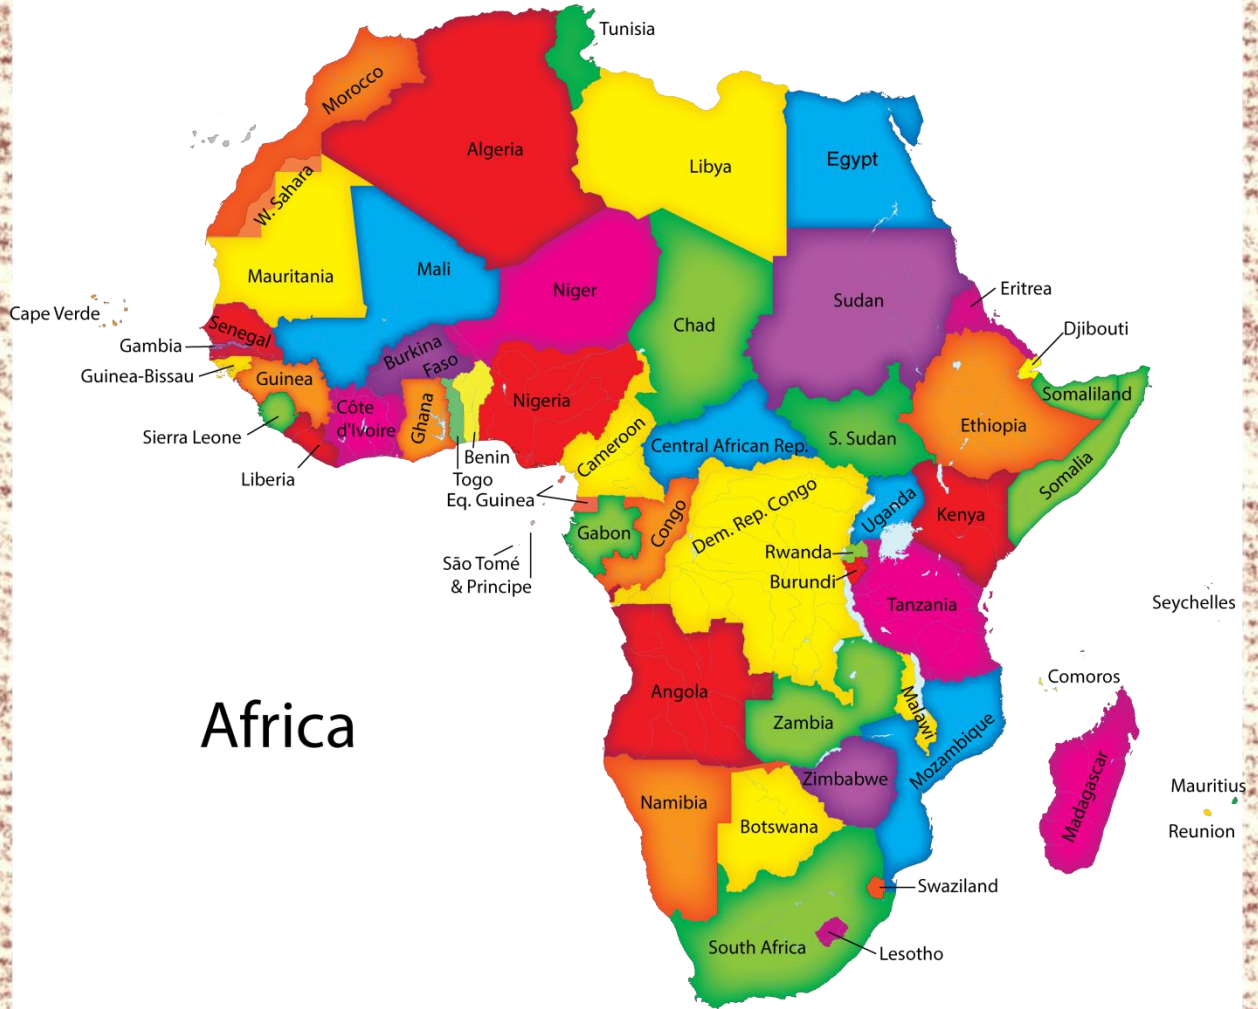 Tunisia
Morocco
Algeria
Libya
Egypt
W. Sahara
Mauritania
Mali
Niger
Chad
Sudan
Eritrea
Djibouti
Cape Verde
Senegal
Gambia
Guinea-Bissau
Guinea
Burkina
Faso
Sierra Leone
Liberia
Côte
d'Ivoire
Ghana
Togo
Benin
Nigeria
Cameroon
Eq. Guinea
Central African Rep.
S. Sudan
Ethiopia
Somaliland
Somalia
São Tomé
& Principe
Gabon
Congo
Dem. Rep. Congo
Uganda
Kenya
Rwanda
Burundi
Tanzania
Seychelles
Comoros
Africa
Angola
Zambia
Malawi
Mozambique
Zimbabwe
Madagascar
Mauritius
Reunion
Namibia
Botswana
Swaziland
South Africa
Lesotho